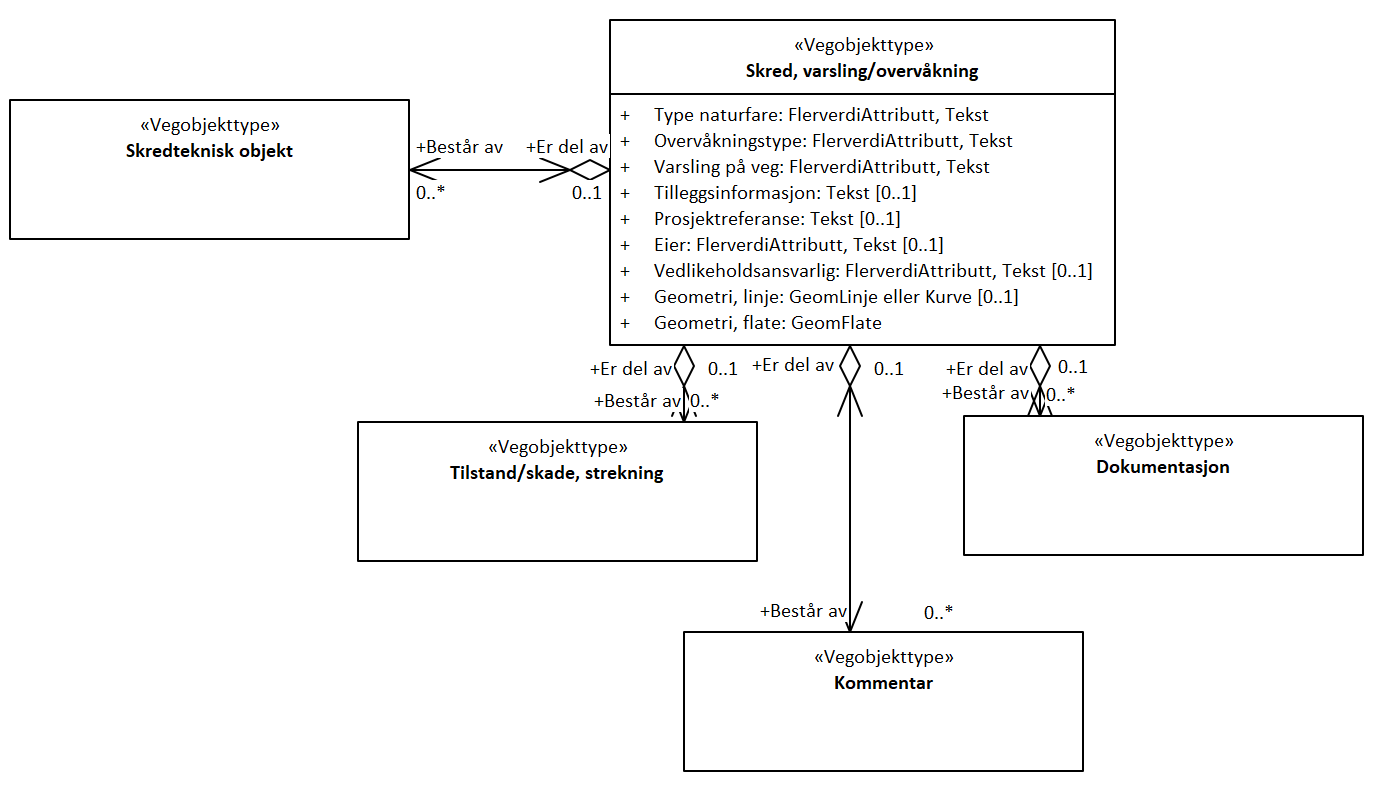 «Vegobjekttype»
Skred, varsling/overvåkning
+ Type naturfare: FlerverdiAttributt, Tekst
+ Overvåkningstype: FlerverdiAttributt, Tekst
+ Varsling på veg: FlerverdiAttributt, Tekst
+ Tilleggsinformasjon: Tekst [0..1]
+ Prosjektreferanse: Tekst [0..1]
+ Eier: FlerverdiAttributt, Tekst [0..1]
+ Vedlikeholdsansvarlig: FlerverdiAttributt, Tekst [0..1]
+ Geometri, linje: GeomLinje eller Kurve [0..1]
+ Geometri, flate: GeomFlate
«Vegobjekttype»
Skredteknisk objekt
+Består av +Er del av
0..* 0..1
+Er del av 0..1
+Består av 0..*
+Er del av 0..1
+Er del av 0..1
+Består av 0..*
«Vegobjekttype»
Tilstand/skade, strekning
«Vegobjekttype»
Dokumentasjon
+Består av 0..*
«Vegobjekttype»
Kommentar